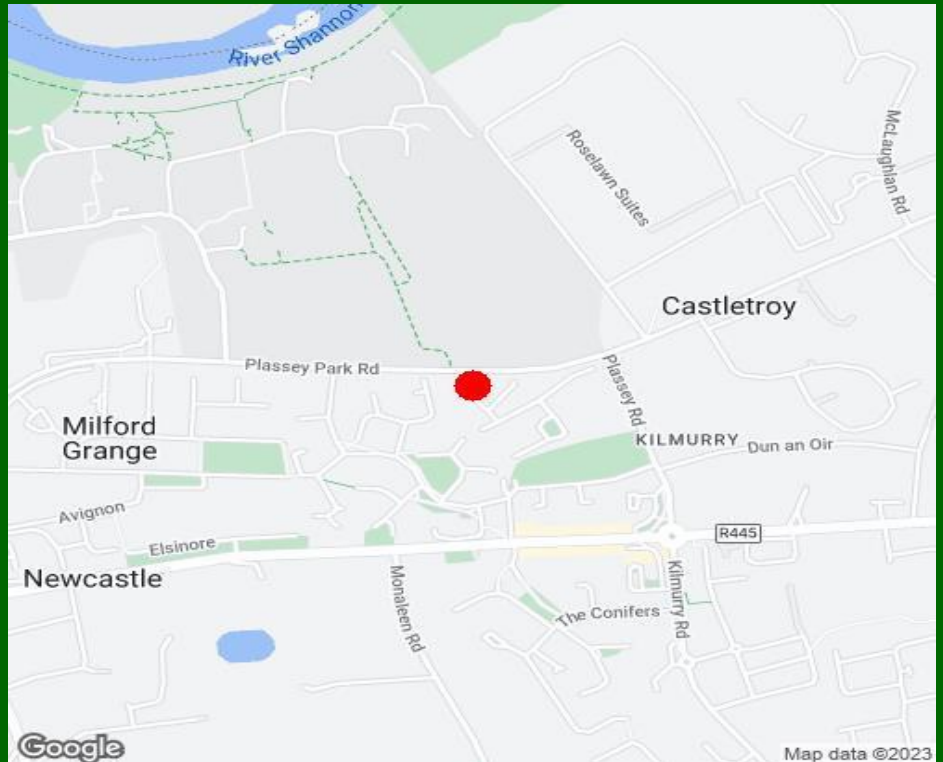 River Shannon
McLaughlan Rd
Roselawn Suites
Castletroy
Plassey Park Rd
Plassey Rd
Milford
Grange
KILMURRY
Dun an Oir
Avignon
R445
Elsinore
Newcastle
Monaleen Rd
Kilmurry Rd
The Conifers
Google
Map data ©2023